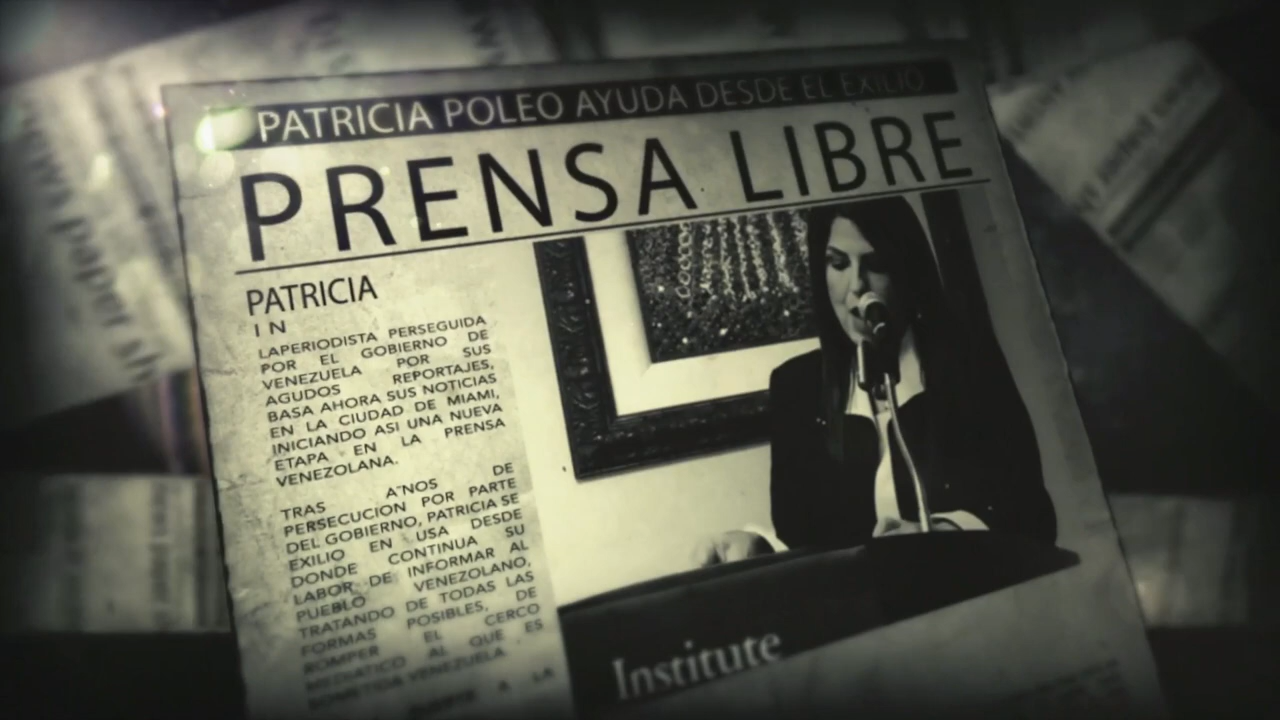 PATRICIA POLEO AYUDA DESDE EL EXILIO
PRENSA LIBRE
PATRICIA
IN
LAPERIODISTA PERSEGUIDA
POR EL GOBIERNO DE
VENEZUELA POR SUS
AGUDOS REPORTAJES,
BASA AHORA SUS NOTICIAS
EN LA CIUDAD DE MIAMI,
INICIANDO ASI UNA NUEVA
ETAPA EN LA PRENSA
VENEZOLANA.
TRAS A~NOS DE
PERSECUCION POR PARTE
DEL GOBIERNO, PATRICIA SE
EXILIO EN USA DESDE
DONDE CONTINUA SU
LABOR DE INFORMAR AL
PUEBLO VENEZOLANO,
TRATANDO DE TODAS LAS
FORMAS POSIBLES, DE
ROMPER EL CERCO
MEDIATICO AL QUE ES
SOMETIDA VENEZUELA.
A LA
Institute
paper